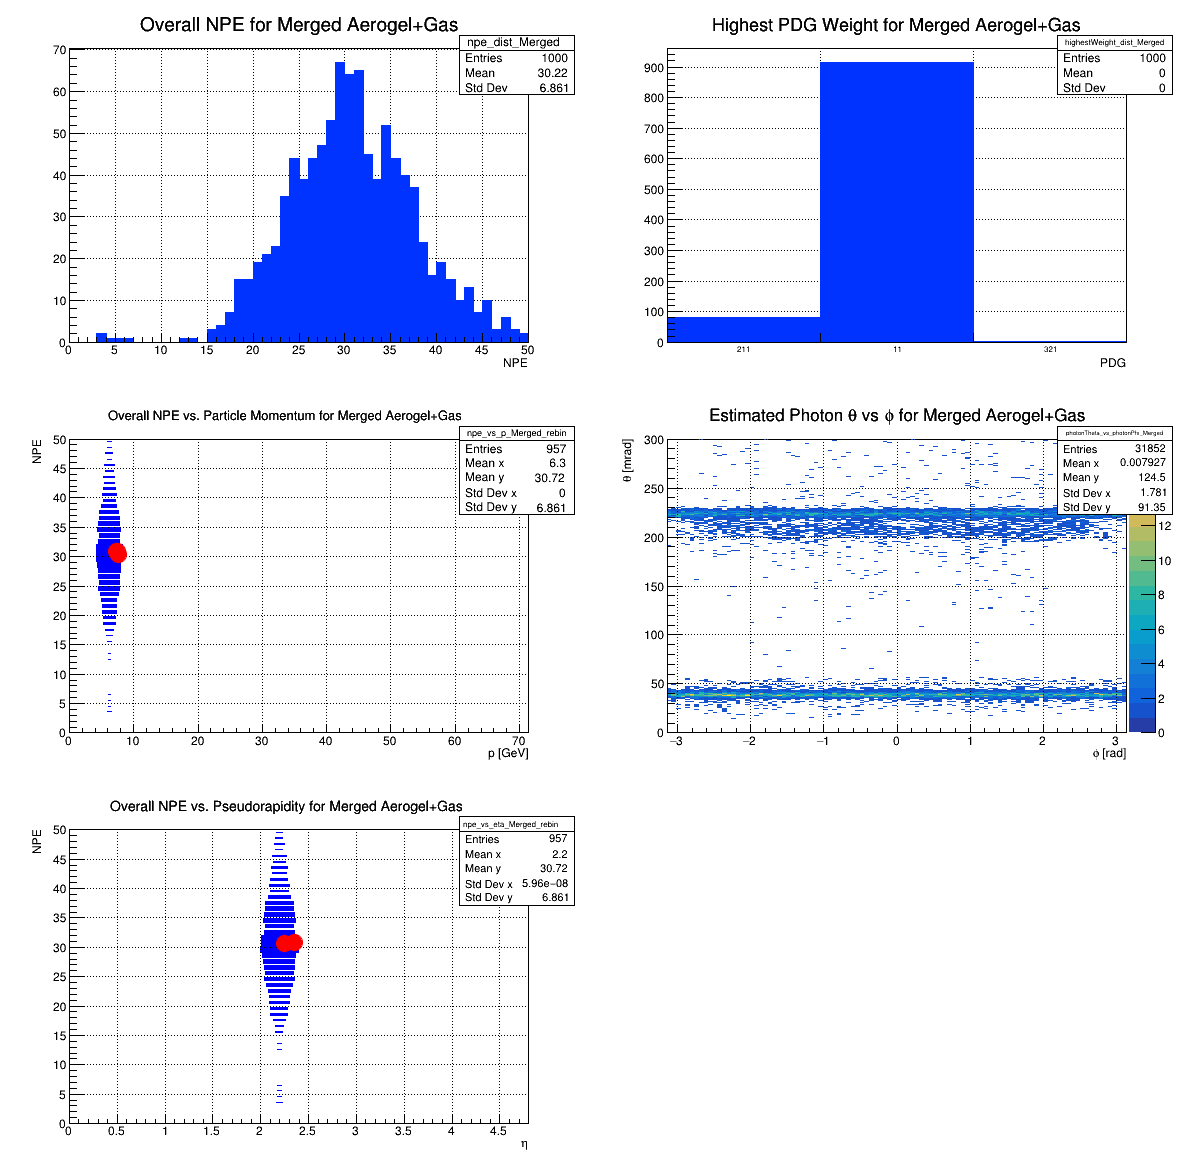 Overall NPE for Merged Aerogel+Gas
npe_dist_Merged
Entries 1000
Mean 30.22
Std Dev 6.861
70
60
50
40
30
20
10
0
0 5 10 15 20 25 30 35 40 45 50
NPE
Highest PDG Weight for Merged Aerogel+Gas
highestWeight_dist_Merged
Entries 1000
Mean 0
Std Dev 0
900
800
700
600
500
400
300
200
100
0
211 11 321
PDG
Overall NPE vs. Particle Momentum for Merged Aerogel+Gas
npe_vs_p_Merged_rebin
Entries 957
Mean x 6.3
Mean y 30.72
Std Dev x 0
Std Dev y 6.861
NPE
50
45
40
35
30
25
20
15
10
5
0
0 10 20 30 40 50 60 70
p [GeV]
Estimated Photon θ vs ϕ for Merged Aerogel+Gas
photonTheta_vs_photonPhi_Merged
Entries 31852
Mean x 0.007927
Mean y 124.5
Std Dev x 1.781
Std Dev y 91.35
θ [mrad]
300
250
200
150
100
50
0
−3 −2 −1 0 1 2 3
ϕ [rad]
12
10
8
6
4
2
0
Overall NPE vs. Pseudorapidity for Merged Aerogel+Gas
npe_vs_eta_Merged_rebin
Entries 957
Mean x 2.2
Mean y 30.72
Std Dev x 5.96e−08
Std Dev y 6.861
NPE
50
45
40
35
30
25
20
15
10
5
0
0 0.5 1 1.5 2 2.5 3 3.5 4 4.5
η